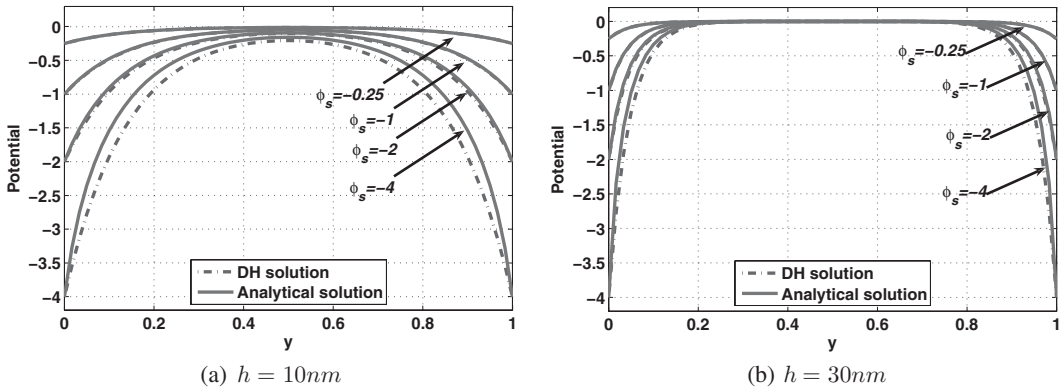 0
−0.5
−1
−1.5
−2
−2.5
−3
−3.5
−4
Potential
ϕs=−0.25
ϕs=−1
ϕs=−2
ϕs=−4
DH solution
Analytical solution
0 0.2 0.4 0.6 0.8 1
y
(a) h = 10nm
0
−0.5
−1
−1.5
−2
−2.5
−3
−3.5
−4
Potential
ϕs=−0.25
ϕs=−1
ϕs=−2
ϕs=−4
DH solution
Analytical solution
0 0.2 0.4 0.6 0.8 1
y
(b) h = 30nm